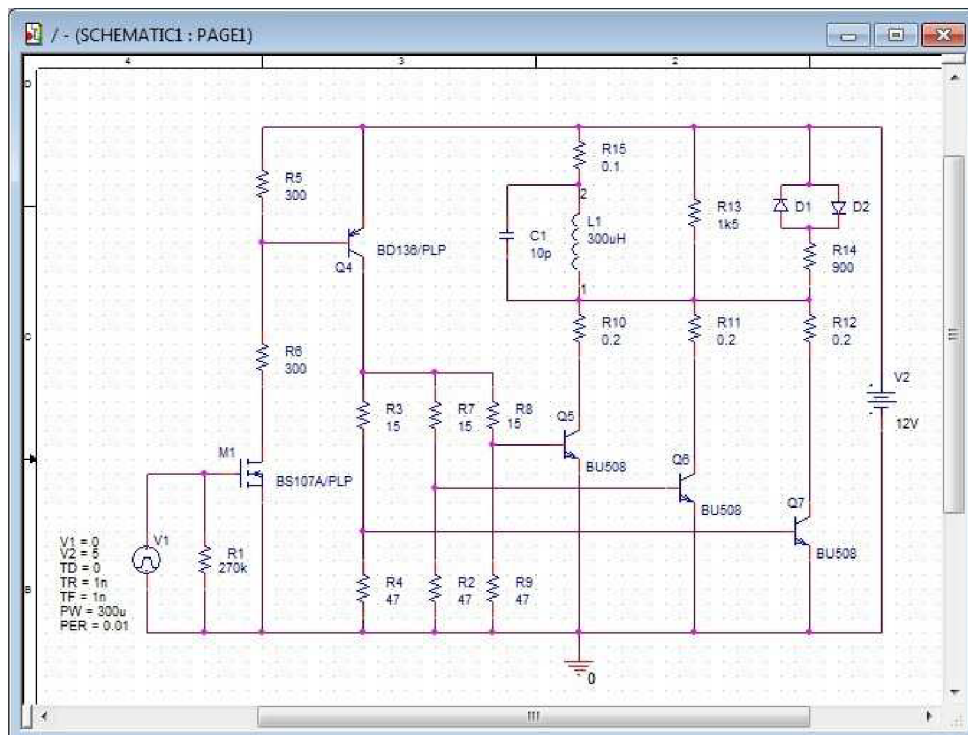 / - (SCHEMATIC1 : PAGE1)
4
3
2
D
C
B
R5
300
Q4
BD136/PLP
R6
300
R15
0.1
2
C1
10p
L1
300uH
1
R13
1k5
D1
D2
R14
900
R10
0.2
R11
0.2
R12
0.2
V2
12V
R3
15
R7
15
R8
15
Q5
BU508
Q6
BU508
Q7
BU508
M1
BS107A/PLP
V1
V1 = 0
V2 = 5
TD = 0
TR = 1n
TF = 1n
PW = 300u
PER = 0.01
R1
270k
R4
47
R2
47
R9
47
0